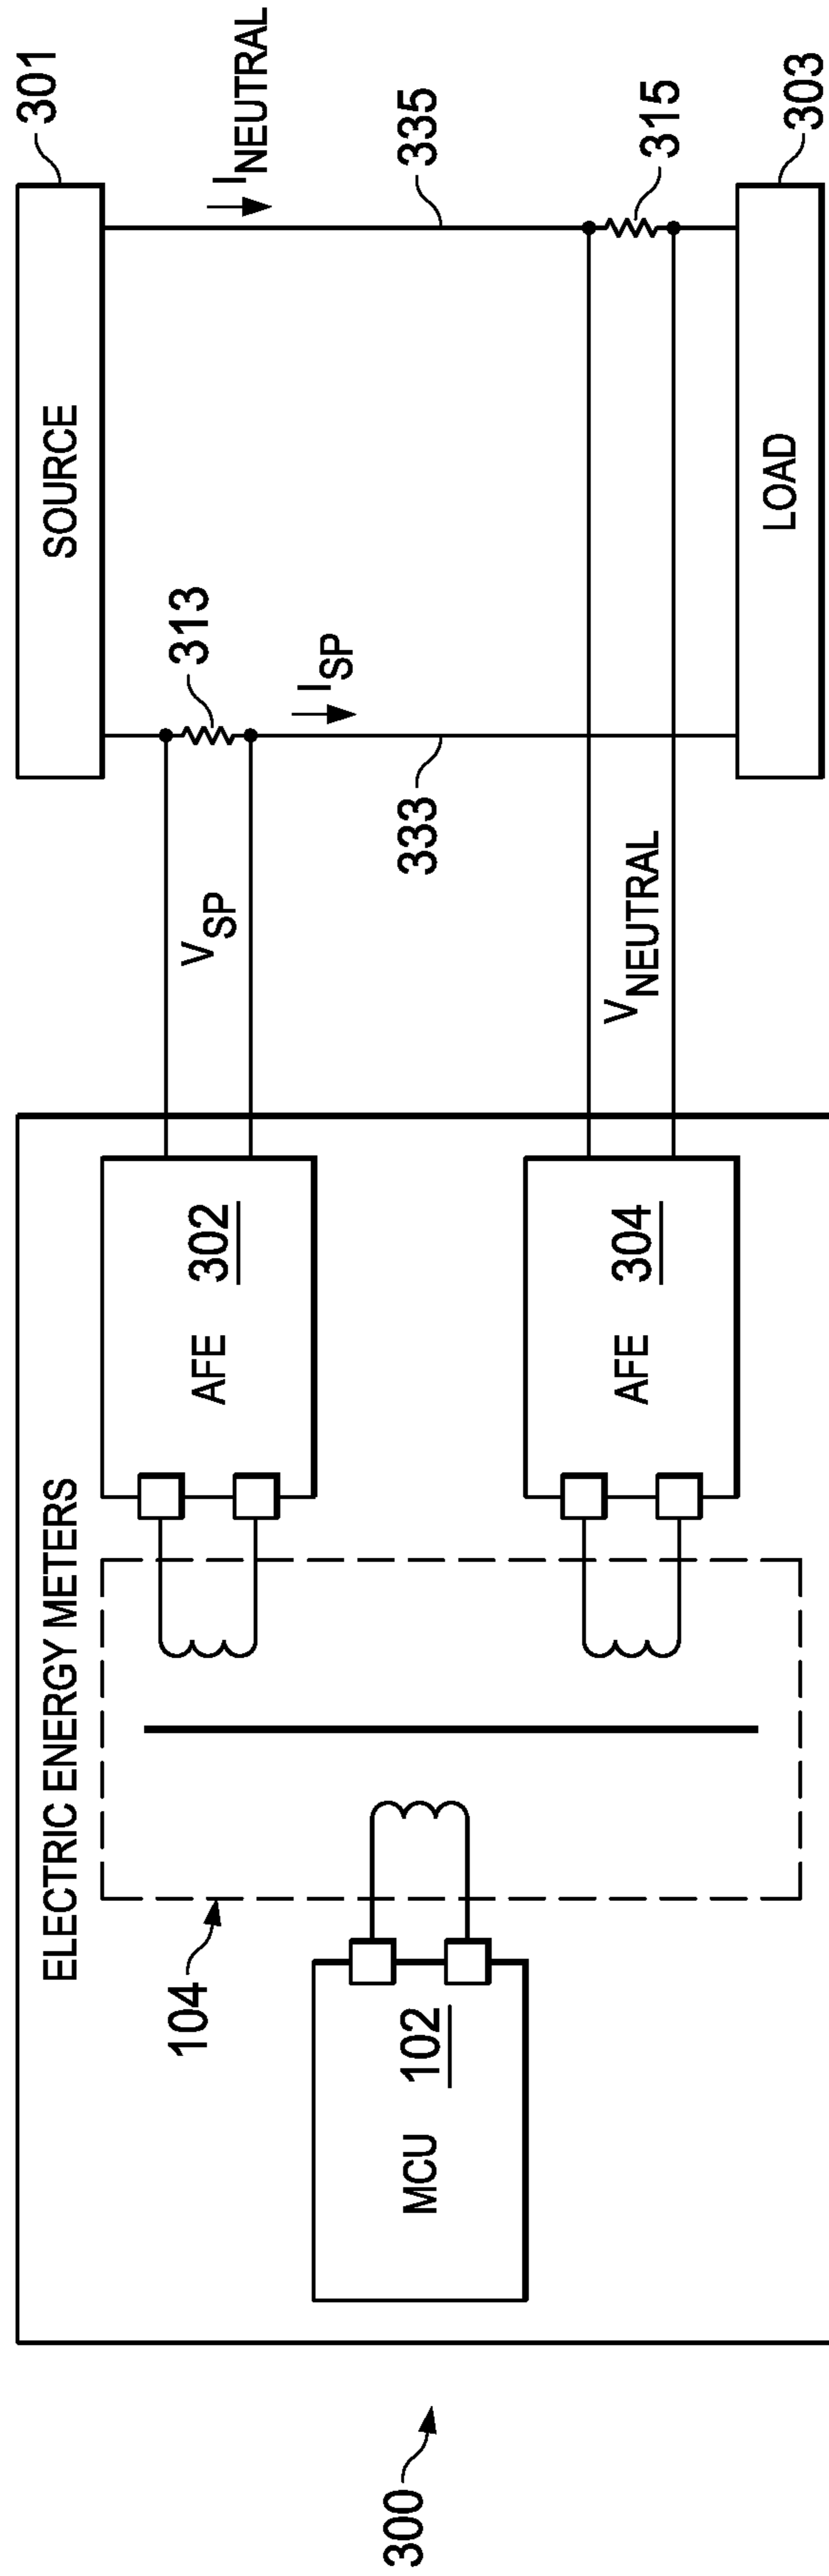 300
ELECTRIC ENERGY METERS
104
MCU 102
AFE 302
AFE 304
V_SP
V_NEUTRAL
SOURCE
301
313
I_SP
333
I_NEUTRAL
335
315
LOAD
303